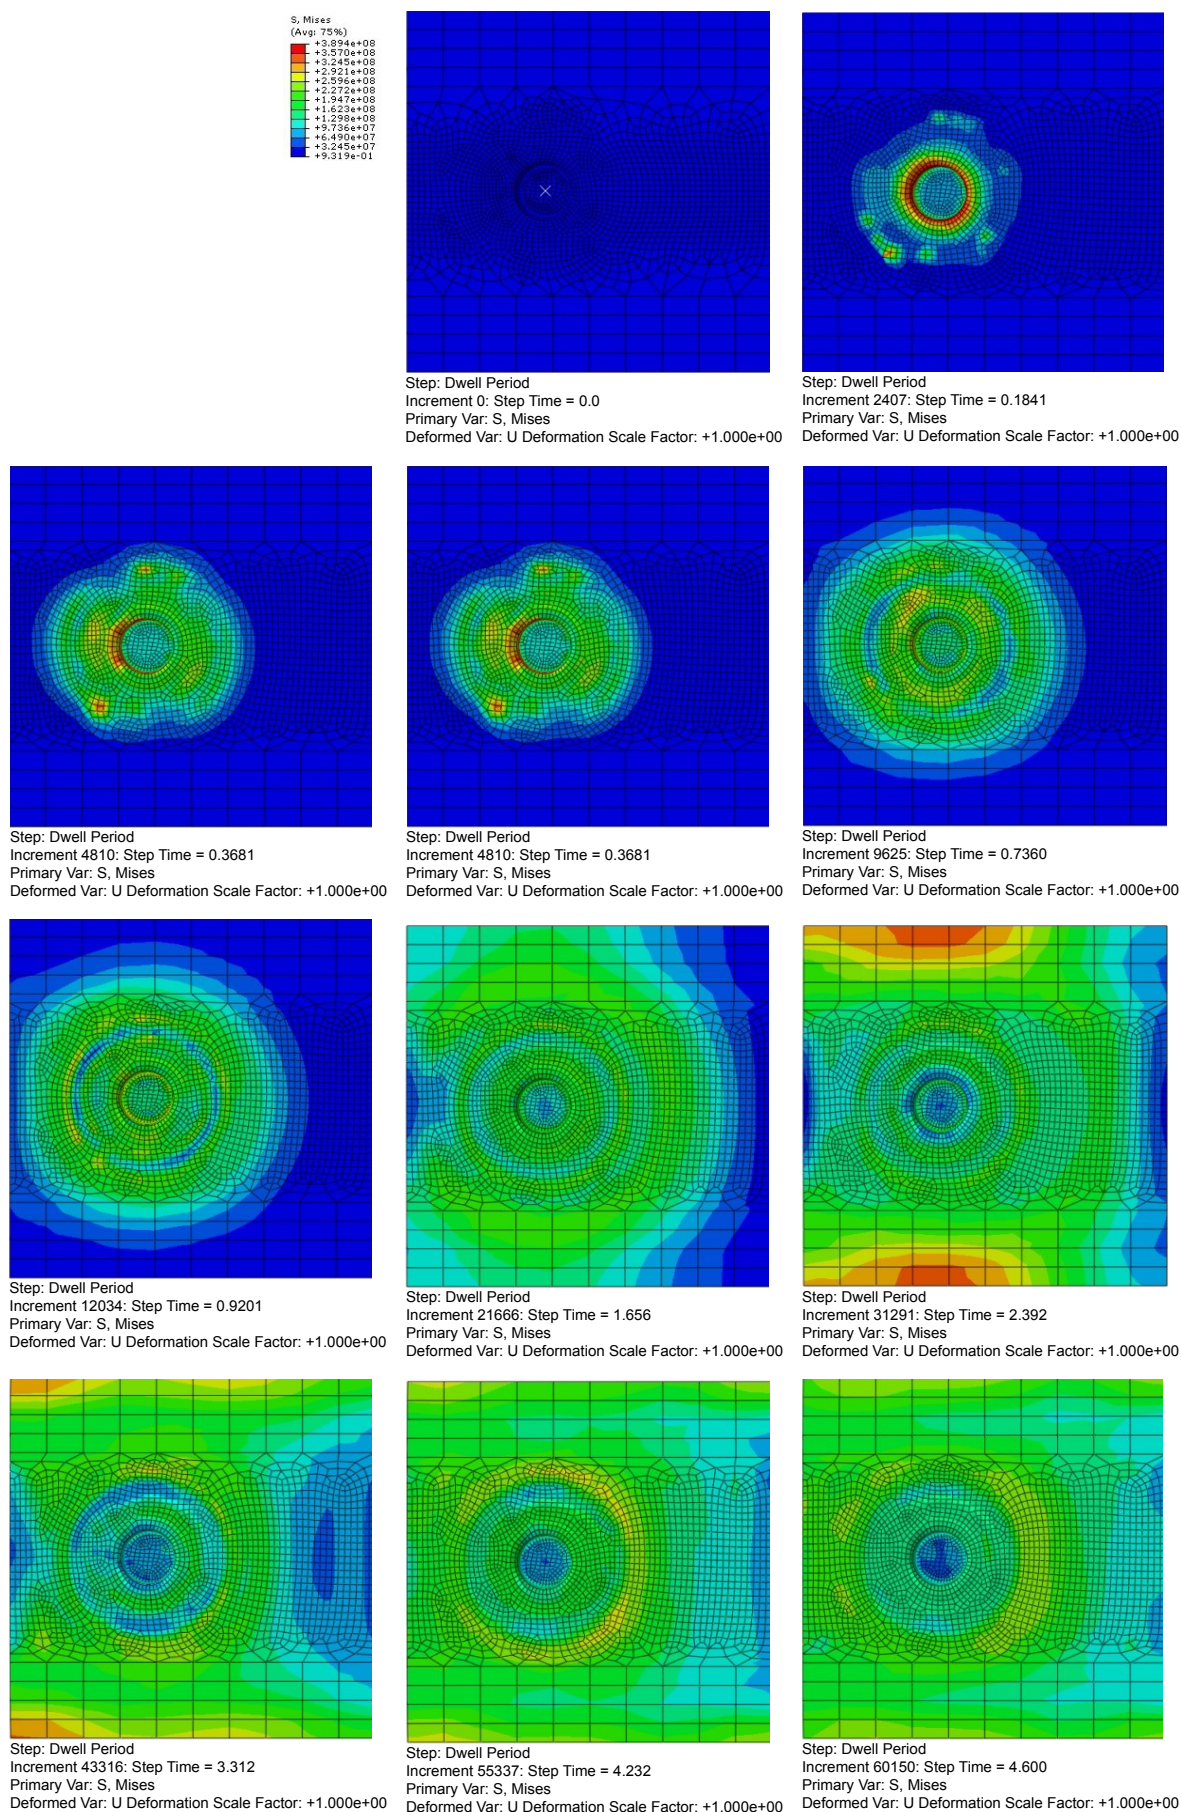 S, Mises
(Avg: 75%)
+3.894e+08
+3.570e+08
+3.245e+08
+2.921e+08
+2.596e+08
+2.272e+08
+1.947e+08
+1.623e+08
+1.298e+08
+9.736e+07
+6.490e+07
+3.245e+07
+9.319e-01
Step: Dwell Period
Increment 0: Step Time = 0.0
Primary Var: S, Mises
Deformed Var: U Deformation Scale Factor: +1.000e+00
Step: Dwell Period
Increment 2407: Step Time = 0.1841
Primary Var: S, Mises
Deformed Var: U Deformation Scale Factor: +1.000e+00
Step: Dwell Period
Increment 4810: Step Time = 0.3681
Primary Var: S, Mises
Deformed Var: U Deformation Scale Factor: +1.000e+00
Step: Dwell Period
Increment 4810: Step Time = 0.3681
Primary Var: S, Mises
Deformed Var: U Deformation Scale Factor: +1.000e+00
Step: Dwell Period
Increment 9625: Step Time = 0.7360
Primary Var: S, Mises
Deformed Var: U Deformation Scale Factor: +1.000e+00
Step: Dwell Period
Increment 12034: Step Time = 0.9201
Primary Var: S, Mises
Deformed Var: U Deformation Scale Factor: +1.000e+00
Step: Dwell Period
Increment 21666: Step Time = 1.656
Primary Var: S, Mises
Deformed Var: U Deformation Scale Factor: +1.000e+00
Step: Dwell Period
Increment 31291: Step Time = 2.392
Primary Var: S, Mises
Deformed Var: U Deformation Scale Factor: +1.000e+00
Step: Dwell Period
Increment 43316: Step Time = 3.312
Primary Var: S, Mises
Deformed Var: U Deformation Scale Factor: +1.000e+00
Step: Dwell Period
Increment 55337: Step Time = 4.232
Primary Var: S, Mises
Deformed Var: U Deformation Scale Factor: +1.000e+00
Step: Dwell Period
Increment 60150: Step Time = 4.600
Primary Var: S, Mises
Deformed Var: U Deformation Scale Factor: +1.000e+00